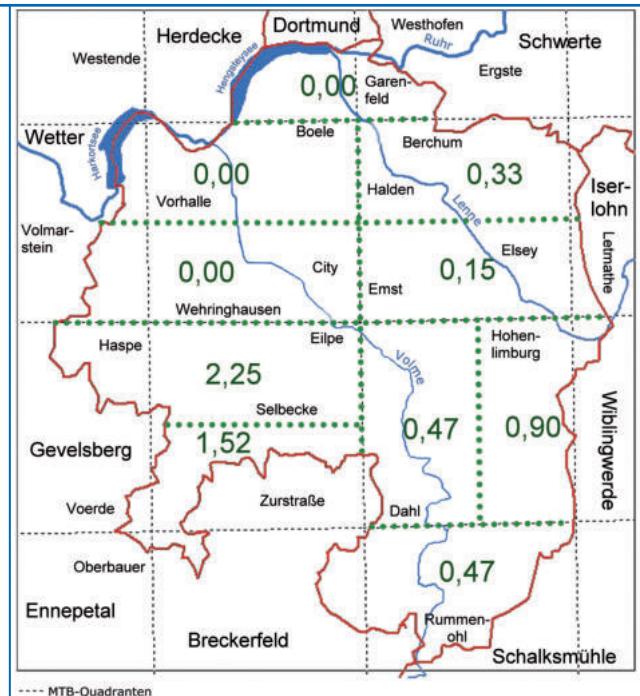 Herdecke
Dortmund
Westhofen
Ruhr
Schwerte
Westende
Hengsteysee
Garen-
feld
Ergste
0,00
Wetter
Harkortsee
Boele
Berchum
0,00
0,33
Vorhalle
Halden
Lenne
Iser-
lohn
Letmathe
Volmar-
stein
0,00
City
Elsey
0,15
Emst
Wehringhausen
Haspe
Eilpe
Volme
Hohen-
limburg
2,25
Selbecke
0,47
0,90
Wiblingwerde
Gevelsberg
1,52
Zurstraße
Voerde
Dahl
Oberbauer
0,47
Ennepetal
Breckerfeld
Rummen-
ohl
Schalksmühle
---- MTB-Quadranten